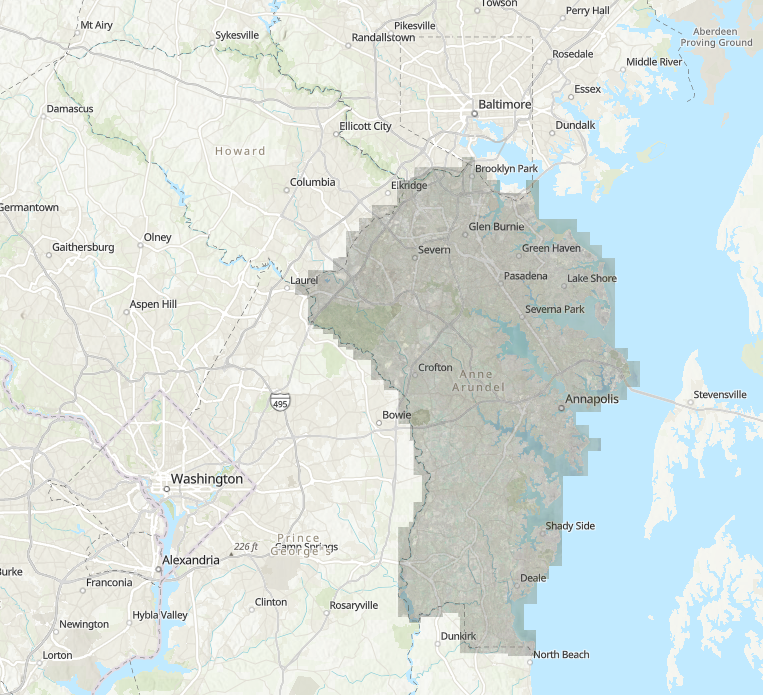 Towson
Mt Airy
Perry Hall
Pikesville
Sykesville
Randallstown
Aberdeen
Proving Ground
Rosedale
Middle River
Essex
Damascus
Baltimore
Ellicott City
Dundalk
Howard
Brooklyn Park
Columbia
Elkridge
Germantown
Glen Burnie
Olney
Gaithersburg
Severn
Green Haven
Laurel
Pasadena
Lake Shore
Aspen Hill
Severna Park
Crofton
Anne
Arundel
Stevensville
495
Annapolis
Bowie
Washington
Shady Side
Prince
George's
Camp Springs
226 ft
Alexandria
Burke
Franconia
Deale
Clinton
Rosaryville
Hybla Valley
Newington
Dunkirk
Lorton
North Beach